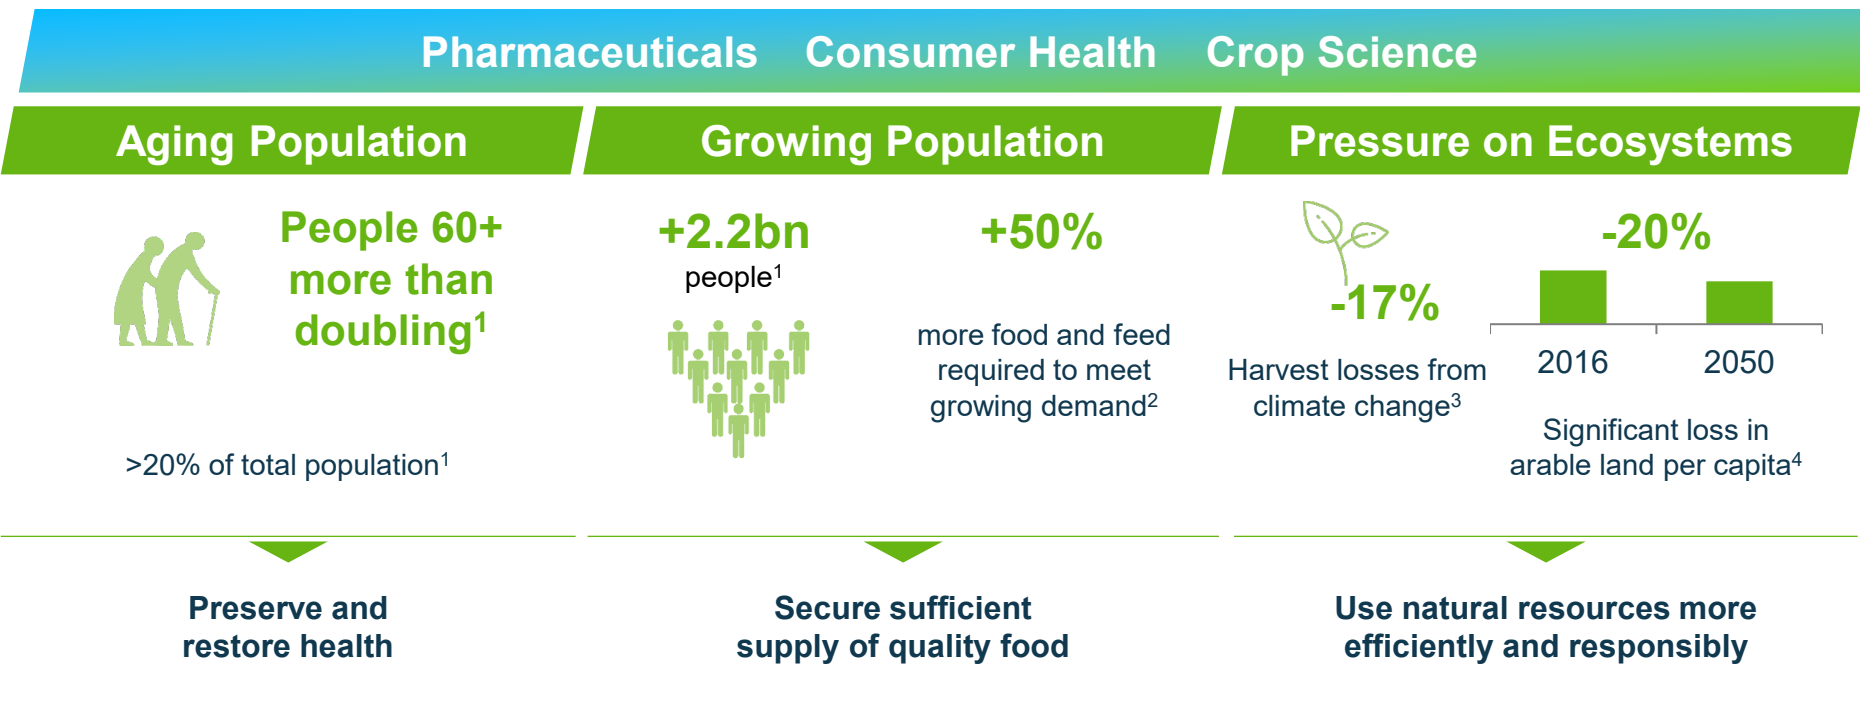 Pharmaceuticals Consumer Health Crop Science
Aging Population
People 60+
more than
doubling¹
>20% of total population¹
Preserve and
restore health
Growing Population
+2.2bn
people¹
+50%
more food and feed
required to meet
growing demand²
Secure sufficient
supply of quality food
Pressure on Ecosystems
-17%
Harvest losses from
climate change³
-20%
2016 2050
Significant loss in
arable land per capita⁴
Use natural resources more
efficiently and responsibly